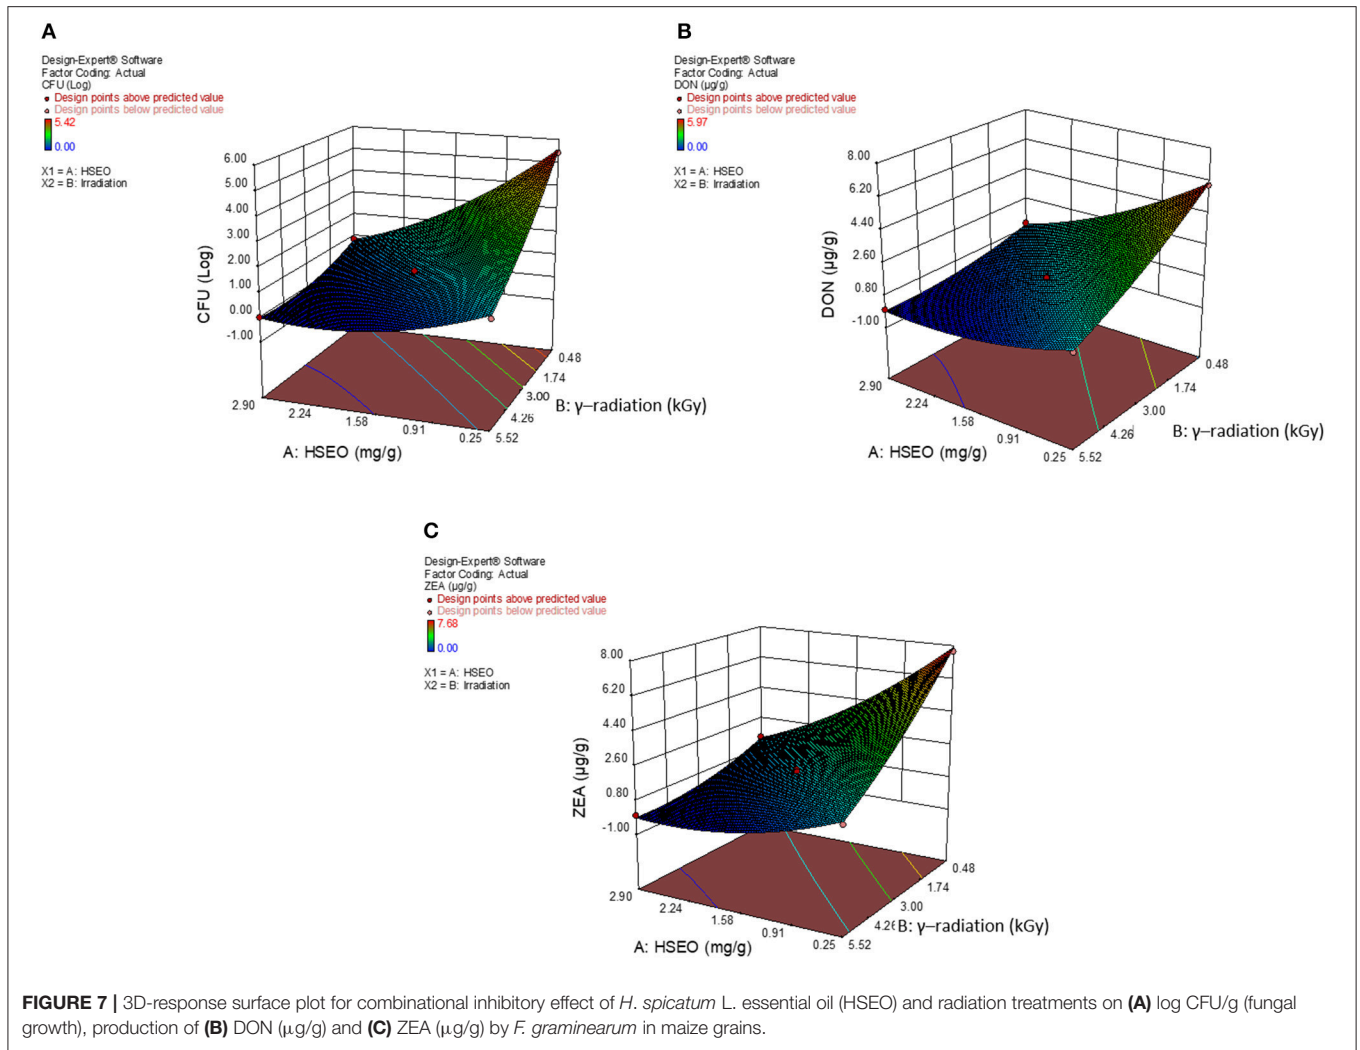 A
Design-Expert® Software
Factor Coding: Actual
CFU (Log)
Design points above predicted value
Design points below predicted value
5.42
0.00
X1 = A: HSEO
X2 = B: Irradiation
6.00
5.00
4.00
3.00
2.00
1.00
0.00
-1.00
CFU (Log)
2.90
2.24
1.58
0.91
0.25
A: HSEO (mg/g)
5.52
4.26
3.00
1.74
0.48
B: γ–radiation (kGy)
B
Design-Expert® Software
Factor Coding: Actual
DON (µg/g)
Design points above predicted value
Design points below predicted value
5.97
0.00
X1 = A: HSEO
X2 = B: Irradiation
8.00
6.20
4.40
2.60
0.80
-1.00
DON (µg/g)
2.90
2.24
1.58
0.91
0.25
A: HSEO (mg/g)
5.52
4.26
3.00
1.74
0.48
B: γ–radiation (kGy)
C
Design-Expert® Software
Factor Coding: Actual
ZEA (µg/g)
Design points above predicted value
Design points below predicted value
7.68
0.00
X1 = A: HSEO
X2 = B: Irradiation
8.00
6.20
4.40
2.60
0.80
-1.00
ZEA (µg/g)
2.90
2.24
1.58
0.91
0.25
A: HSEO (mg/g)
5.52
4.26
3.00
1.74
0.48
B: γ–radiation (kGy)
FIGURE 7 | 3D-response surface plot for combinational inhibitory effect of H. spicatum L. essential oil (HSEO) and radiation treatments on (A) log CFU/g (fungal
growth), production of (B) DON (µg/g) and (C) ZEA (µg/g) by F. graminearum in maize grains.